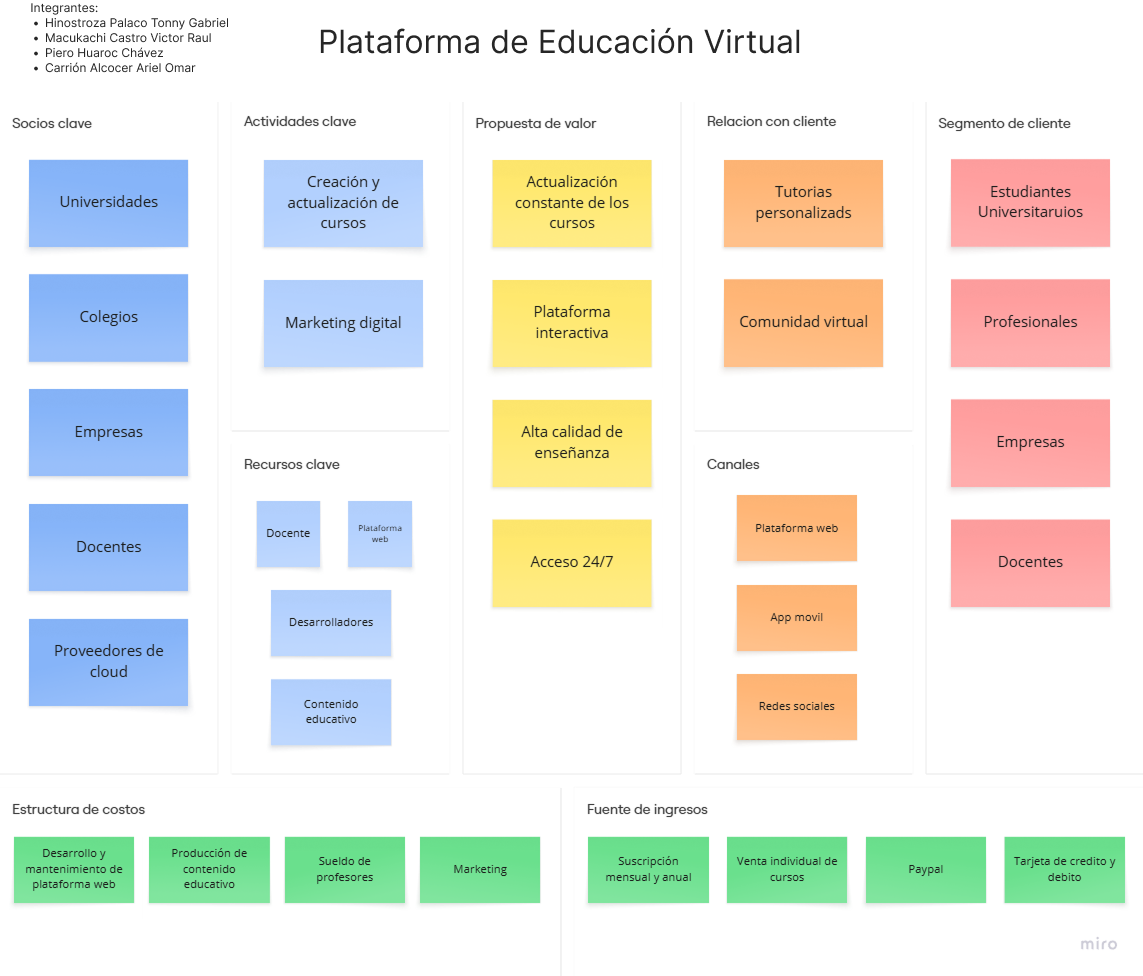 Integrantes:
• Hinostroza Palaco Tonny Gabriel
• Macukachi Castro Victor Raul
• Piero Huaroc Chávez
• Carrión Alcocer Ariel Omar
Plataforma de Educación Virtual
Socios clave
Universidades
Colegios
Empresas
Docentes
Proveedores de
cloud
Actividades clave
Creación y
actualización de
cursos
Marketing digital
Recursos clave
Docente
Plataforma
web
Desarrolladores
Contenido
educativo
Propuesta de valor
Actualización
constante de los
cursos
Plataforma
interactiva
Alta calidad de
enseñanza
Acceso 24/7
Relacion con cliente
Tutorias
personalizads
Comunidad virtual
Canales
Plataforma web
App movil
Redes sociales
Segmento de cliente
Estudiantes
Universitaruios
Profesionales
Empresas
Docentes
Estructura de costos
Desarrollo y
mantenimiento de
plataforma web
Producción de
contenido
educativo
Sueldo de
profesores
Marketing
Fuente de ingresos
Suscripción
mensual y anual
Venta individual de
cursos
Paypal
Tarjeta de credito y
debito
miro